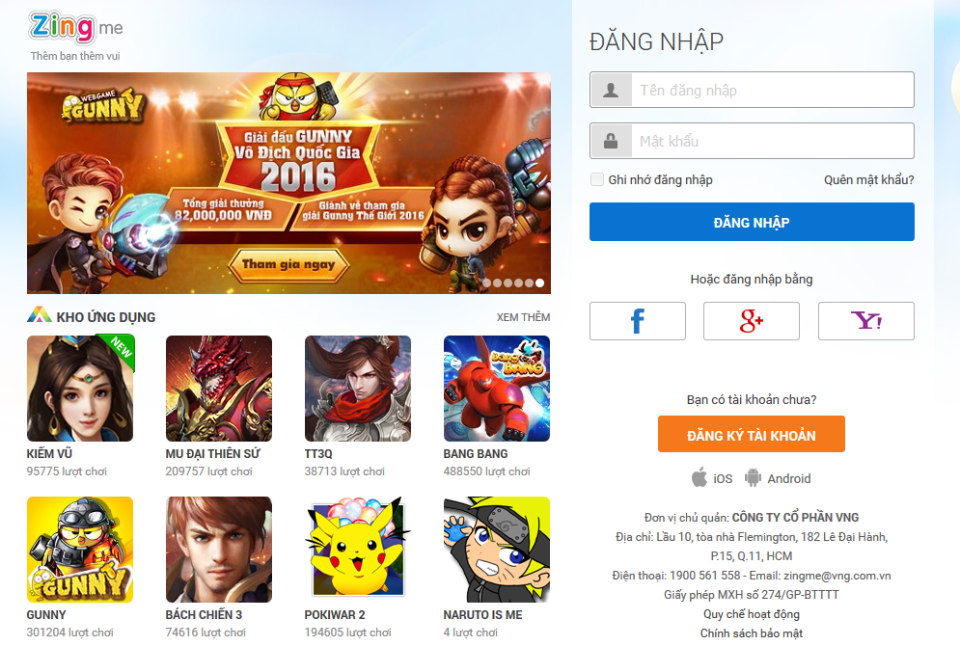 Zing me
Thêm bạn thêm vui
WEBGAME
GUNNY
Giải đấu GUNNY
Vô Địch Quốc Gia
2016
Tổng giải thưởng
82,000,000 VNĐ
Giành vé tham gia
giải Gunny Thế Giới 2016
Tham gia ngay
KHO ỨNG DỤNG
XEM THÊM
NEW
BANG BANG
KIẾM VŨ
95775 lượt chơi
MU ĐẠI THIÊN SỨ
209757 lượt chơi
TT3Q
38713 lượt chơi
BANG BANG
488550 lượt chơi
GUNNY
GUNNY
301204 lượt chơi
BÁCH CHIẾN 3
74616 lượt chơi
POKIWAR 2
194605 lượt chơi
NARUTO IS ME
4 lượt chơi
ĐĂNG NHẬP
Tên đăng nhập
Mật khẩu
Ghi nhớ đăng nhập
Quên mật khẩu?
ĐĂNG NHẬP
Hoặc đăng nhập bằng
f
g+
Y!
Bạn có tài khoản chưa?
ĐĂNG KÝ TÀI KHOẢN
iOS
Android
Đơn vị chủ quản: CÔNG TY CỔ PHẦN VNG
Địa chỉ: Lầu 10, tòa nhà Flemington, 182 Lê Đại Hành,
P.15, Q.11, HCM
Điện thoại: 1900 561 558 - Email: zingme@vng.com.vn
Giấy phép MXH số 274/GP-BTTTT
Quy chế hoạt động
Chính sách bảo mật